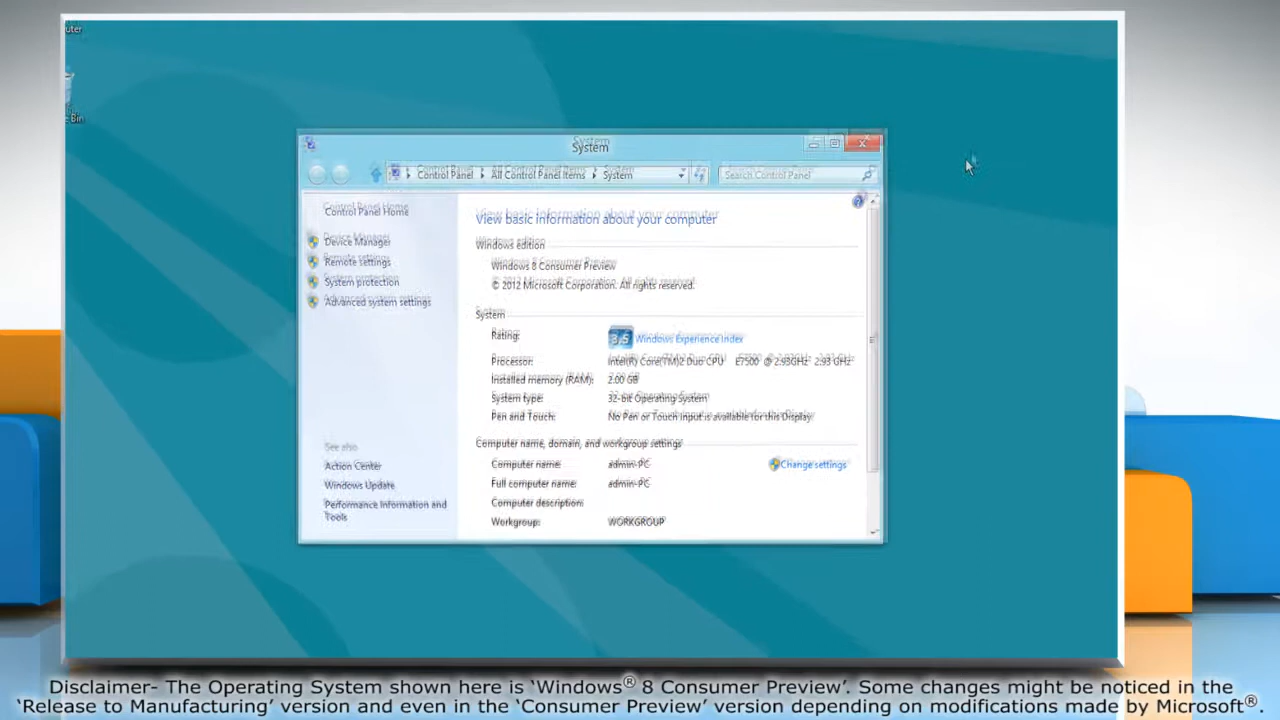 uter
e Bin
System
Control Panel
All Control Panel Items
System
Search Control Panel
Control Panel Home
Device Manager
Remote settings
System protection
Advanced system settings
See also
Action Center
Windows Update
Performance Information and
Tools
View basic information about your computer
Windows edition
Windows 8 Consumer Preview
© 2012 Microsoft Corporation. All rights reserved.
System
Rating: 3.5 Windows Experience Index
Processor: Intel(R) Core(TM)2 Duo CPU E7500 @ 2.93GHz 2.93 GHz
Installed memory (RAM): 2.00 GB
System type: 32-bit Operating System
Pen and Touch: No Pen or Touch Input is available for this Display
Computer name, domain, and workgroup settings
Computer name: admin-PC
Change settings
Full computer name: admin-PC
Computer description:
Workgroup: WORKGROUP
Disclaimer- The Operating System shown here is ‘Windows® 8 Consumer Preview’. Some changes might be noticed in the
‘Release to Manufacturing’ version and even in the ‘Consumer Preview’ version depending on modifications made by Microsoft®.